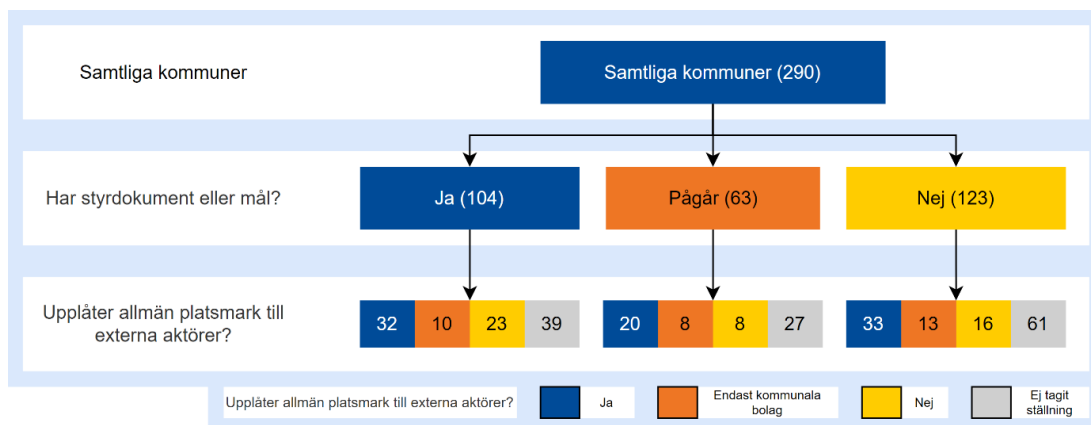 Samtliga kommuner
Samtliga kommuner (290)
Har styrdokument eller mål?
Ja (104)
Pågår (63)
Nej (123)
Upplåter allmän platsmark till
externa aktörer?
32 10 23 39
20 8 8 27
33 13 16 61
Upplåter allmän platsmark till externa aktörer?
Ja
Endast kommunala
bolag
Nej
Ej tagit
ställning